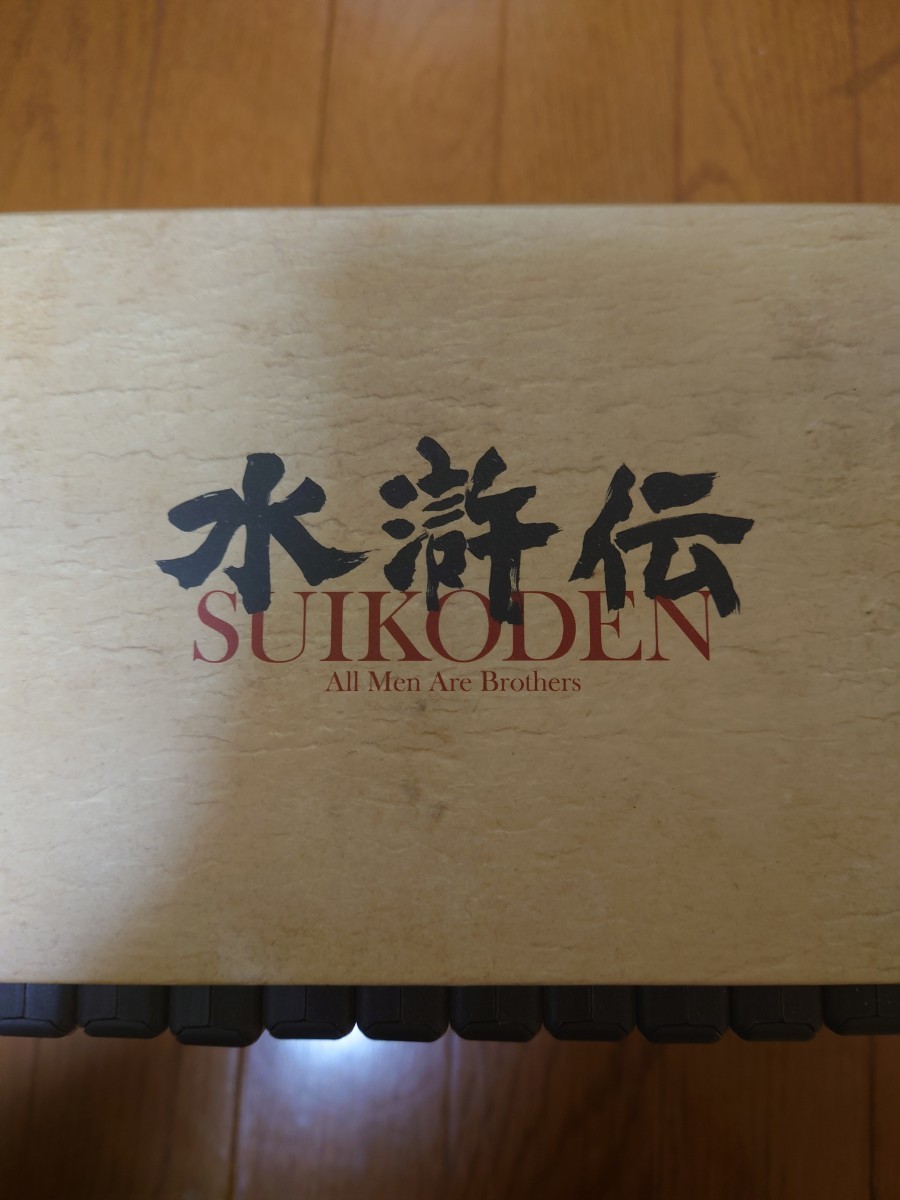 水滸伝
SUIKODEN
All Men Are Brothers